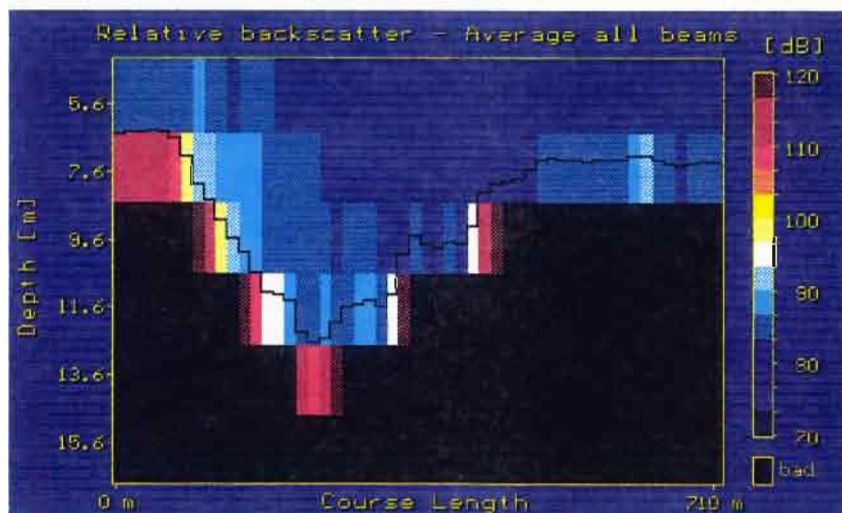 Relative backscatter - Average all beams
[dB]
120
110
100
90
80
70
bad
Depth [m]
5.6
7.6
9.6
11.6
13.6
15.6
0 m
Course Length
710 m